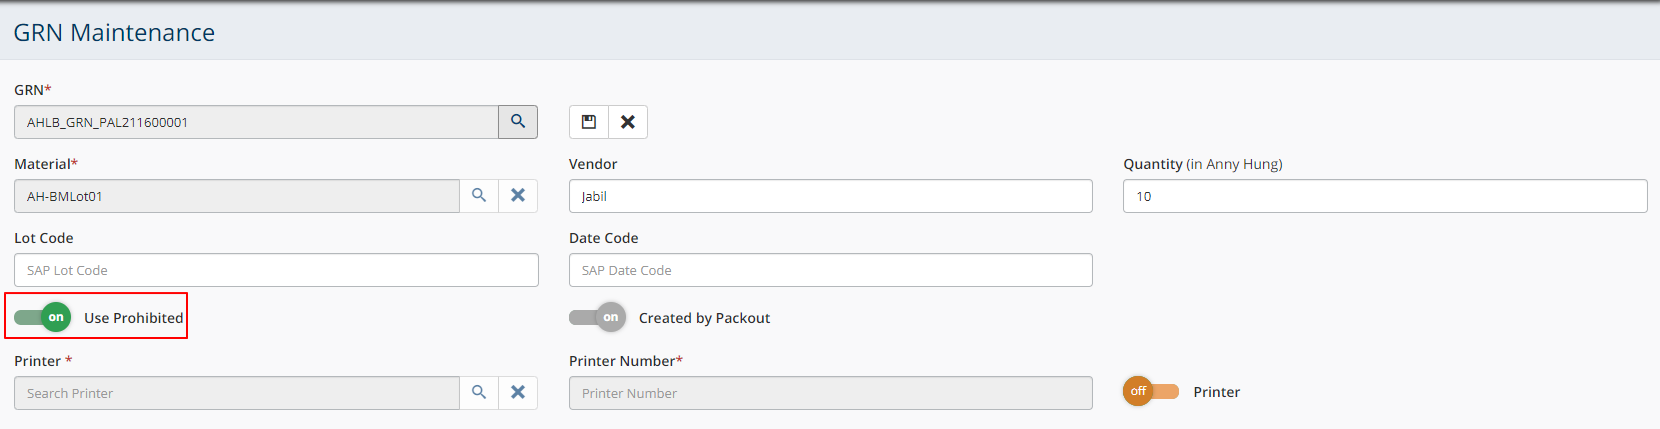 GRN Maintenance
GRN*
AHLB_GRN_PAL211600001
Material* Vendor Quantity (in Anny Hung)
AH-BMLot01 Jabil 10
Lot Code Date Code
SAP Lot Code SAP Date Code
on Use Prohibited on Created by Packout
Printer * Printer Number*
Search Printer Printer Number off Printer